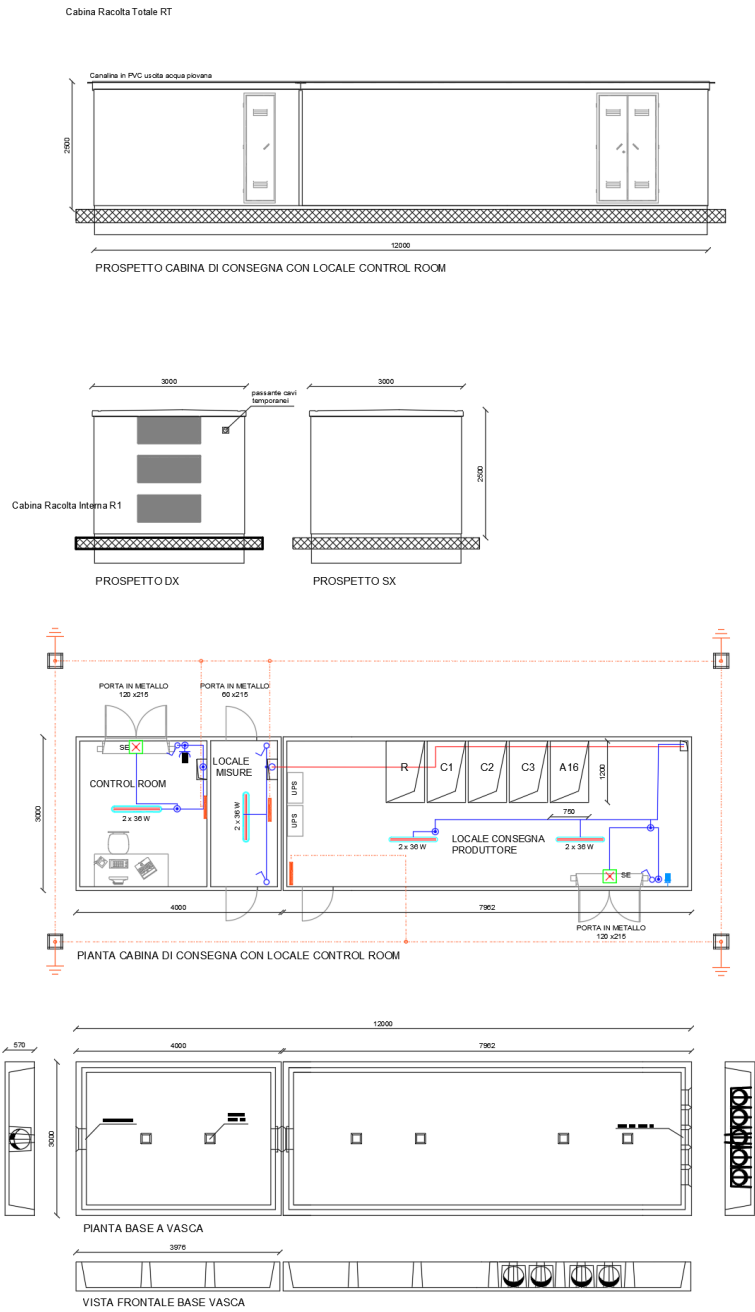 Cabina Racolta Totale RT
Canalina in PVC uscita acqua piovana
2500
12000
PROSPETTO CABINA DI CONSEGNA CON LOCALE CONTROL ROOM
3000
3000
passante cavi
temporanei
2500
Cabina Racolta Interna R1
PROSPETTO DX
PROSPETTO SX
PORTA IN METALLO
120 x215
PORTA IN METALLO
60 x215
SE
LOCALE
MISURE
CONTROL ROOM
R
C1
C2
C3
A16
1200
UPS
UPS
3000
2 x 36 W
2 x 36 W
750
LOCALE CONSEGNA
PRODUTTORE
2 x 36 W
2 x 36 W
SE
4000
7962
PORTA IN METALLO
120 x215
PIANTA CABINA DI CONSEGNA CON LOCALE CONTROL ROOM
12000
570
4000
7962
3000
PIANTA BASE A VASCA
3976
VISTA FRONTALE BASE VASCA